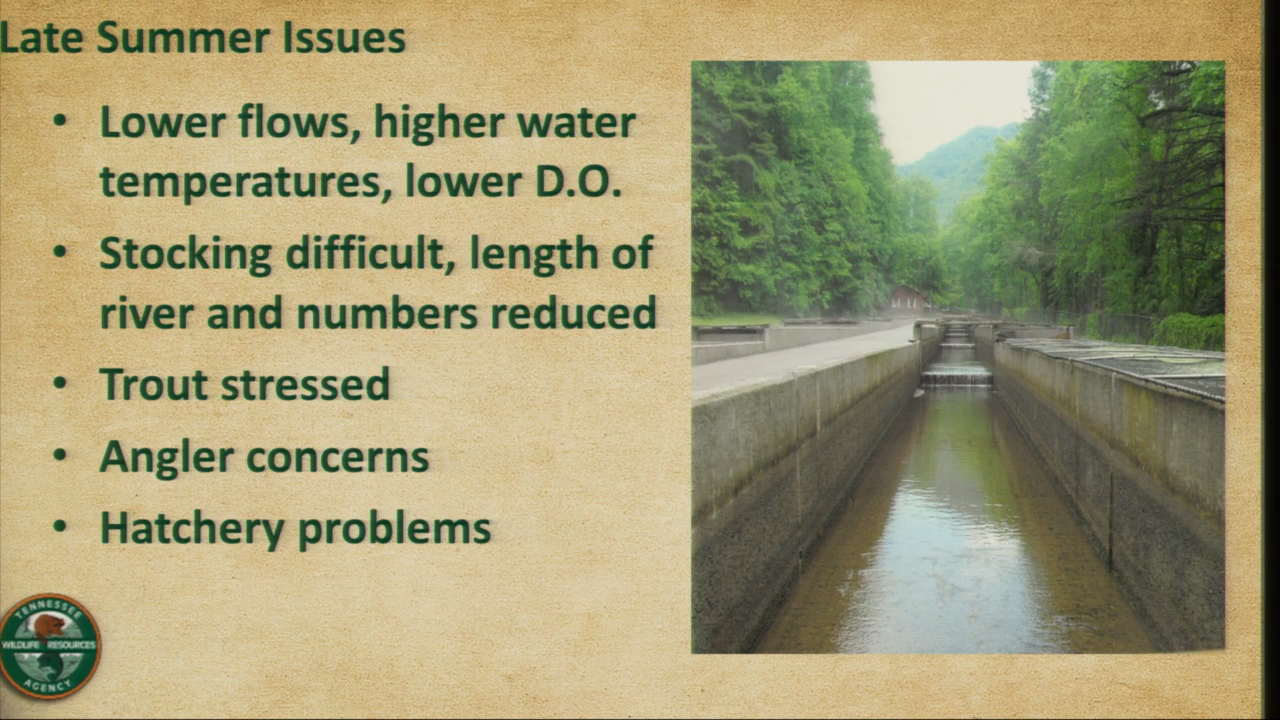 Late Summer Issues
• Lower flows, higher water
temperatures, lower D.O.
• Stocking difficult, length of
river and numbers reduced
• Trout stressed
• Angler concerns
• Hatchery problems
TENNESSEE
WILDLIFE RESOURCES
AGENCY